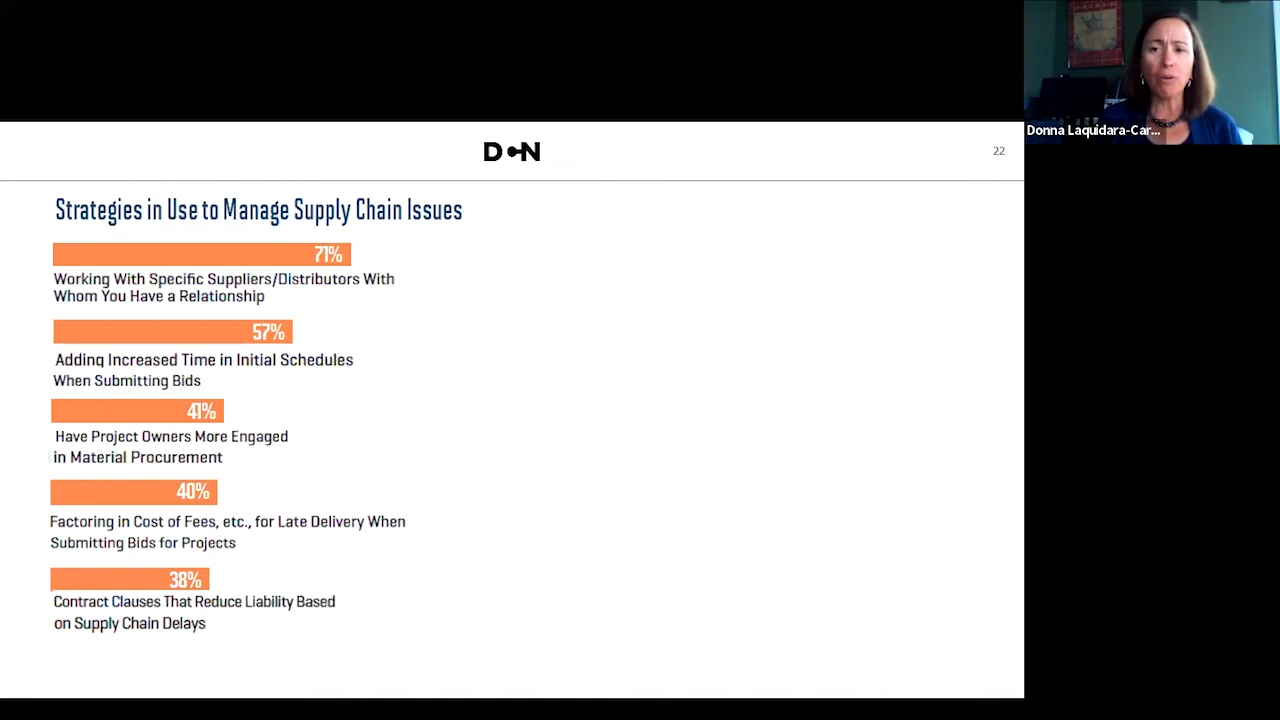 D•N
22
Donna Laquidara-Car...
Strategies in Use to Manage Supply Chain Issues
71%
Working With Specific Suppliers/Distributors With
Whom You Have a Relationship
57%
Adding Increased Time in Initial Schedules
When Submitting Bids
41%
Have Project Owners More Engaged
in Material Procurement
40%
Factoring in Cost of Fees, etc., for Late Delivery When
Submitting Bids for Projects
38%
Contract Clauses That Reduce Liability Based
on Supply Chain Delays